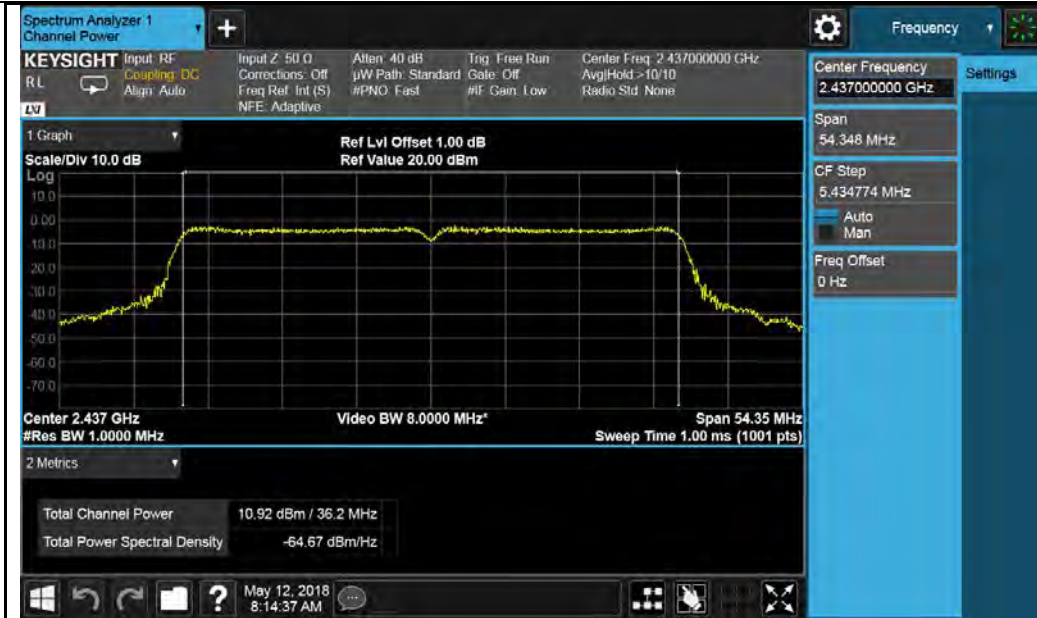 Spectrum Analyzer 1
Channel Power
+
Frequency
KEYSIGHT
RL
LXI
Input: RF
Coupling: DC
Align: Auto
Input Z: 50 Ω
Corrections: Off
Freq Ref: Int (S)
NFE: Adaptive
Atten: 40 dB
µW Path: Standard
#PNO: Fast
Trig: Free Run
Gate: Off
#IF Gain: Low
Center Freq: 2.437000000 GHz
Avg|Hold:>10/10
Radio Std: None
Center Frequency
2.437000000 GHz
Settings
Span
54.348 MHz
CF Step
5.434774 MHz
Auto
Man
Freq Offset
0 Hz
1 Graph
Scale/Div 10.0 dB
Ref Lvl Offset 1.00 dB
Ref Value 20.00 dBm
Log
10.0
0.00
-10.0
-20.0
-30.0
-40.0
-50.0
-60.0
-70.0
Center 2.437 GHz
#Res BW 1.0000 MHz
Video BW 8.0000 MHz*
Span 54.35 MHz
Sweep Time 1.00 ms (1001 pts)
2 Metrics
Total Channel Power 10.92 dBm / 36.2 MHz
Total Power Spectral Density -64.67 dBm/Hz
?
May 12, 2018
8:14:37 AM